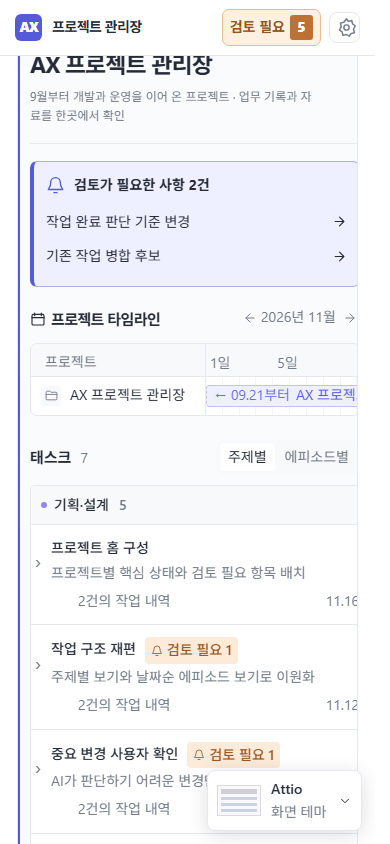 AX 프로젝트 관리장
검토 필요 5
AX 프로젝트 관리장
9월부터 개발과 운영을 이어 온 프로젝트 · 업무 기록과 자
료를 한곳에서 확인
검토가 필요한 사항 2건
작업 완료 판단 기준 변경 →
기존 작업 병합 후보 →
프로젝트 타임라인 ← 2026년 11월 →
프로젝트 1일 5일
AX 프로젝트 관리장 ← 09.21부터 AX 프로젝
태스크 7 주제별 에피소드별
기획·설계 5
프로젝트 홈 구성
프로젝트별 핵심 상태와 검토 필요 항목 배치
2건의 작업 내역 11.16
작업 구조 재편 검토 필요 1
주제별 보기와 날짜순 에피소드 보기로 이원화
2건의 작업 내역 11.12
중요 변경 사용자 확인 검토 필요 1
AI가 판단하기 어려운 변경
2건의 작업 내역
Attio
화면 테마